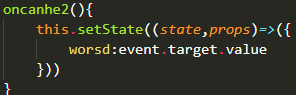 oncanhe2(){
this.setState((state,props)=>({
worsd:event.target.value
}))
}